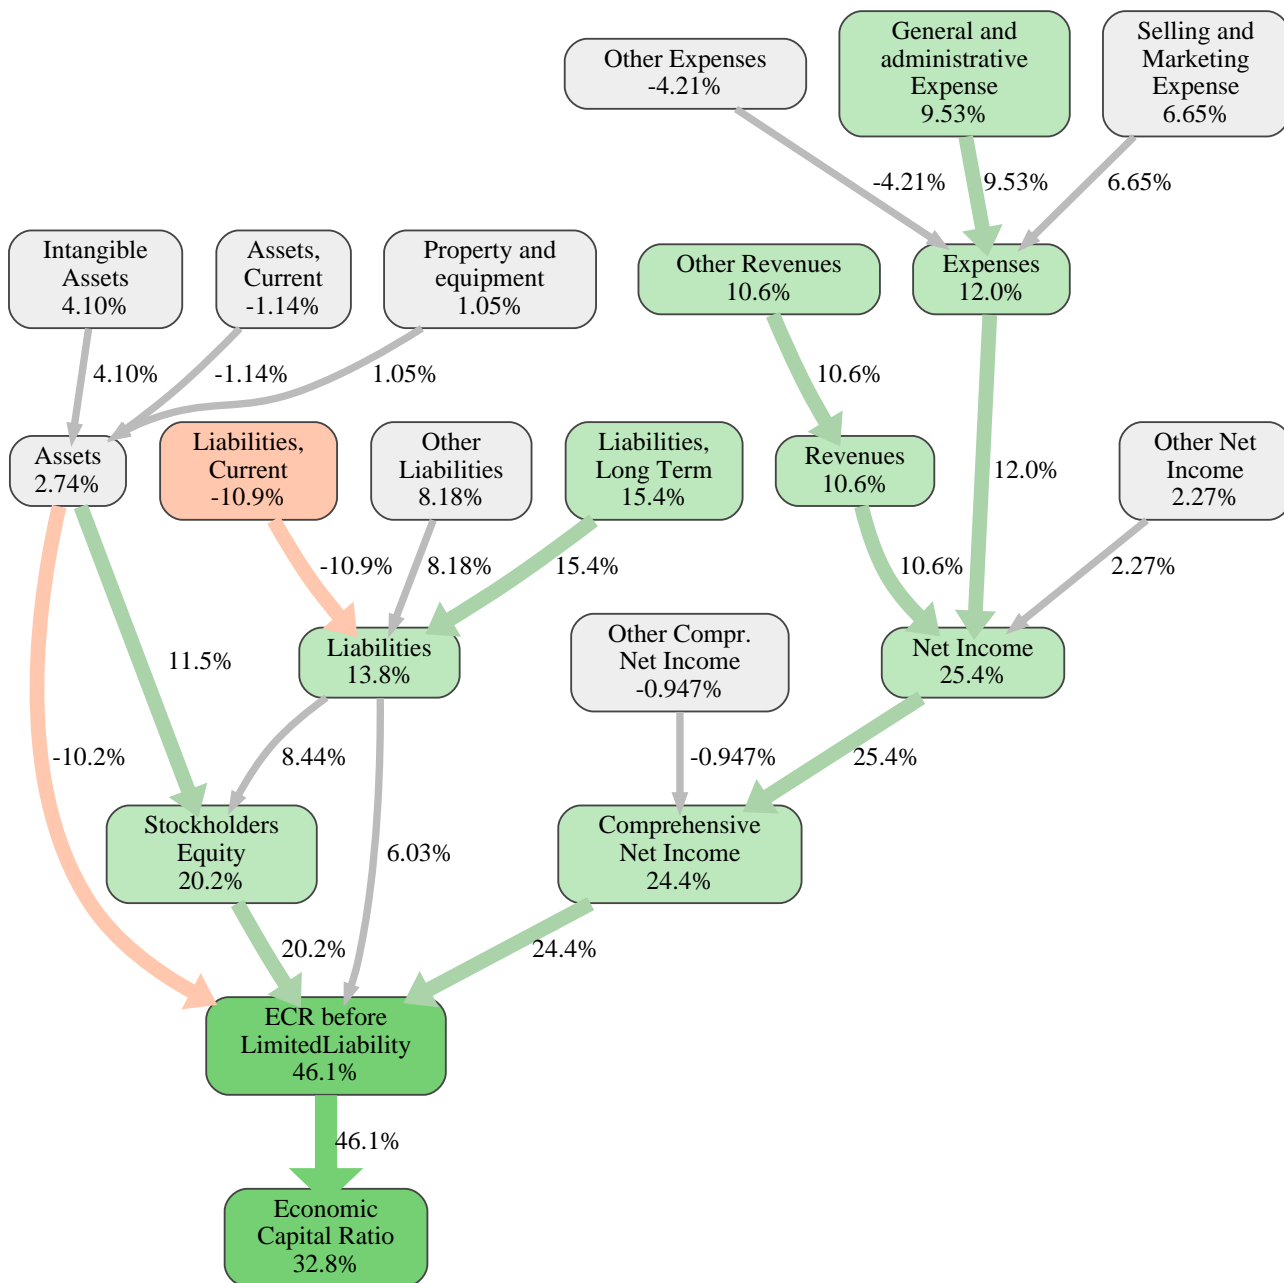 Other Expenses
-4.21%
General and
administrative
Expense
9.53%
Selling and
Marketing
Expense
6.65%
-4.21%
9.53%
6.65%
Intangible
Assets
4.10%
Assets,
Current
-1.14%
Property and
equipment
1.05%
Other Revenues
10.6%
Expenses
12.0%
4.10%
-1.14%
1.05%
10.6%
12.0%
Assets
2.74%
Liabilities,
Current
-10.9%
Other
Liabilities
8.18%
Liabilities,
Long Term
15.4%
Revenues
10.6%
Other Net
Income
2.27%
-10.9%
8.18%
15.4%
10.6%
2.27%
11.5%
Liabilities
13.8%
Other Compr.
Net Income
-0.947%
Net Income
25.4%
-10.2%
8.44%
-0.947%
25.4%
Stockholders
Equity
20.2%
6.03%
Comprehensive
Net Income
24.4%
20.2%
24.4%
ECR before
LimitedLiability
46.1%
46.1%
Economic
Capital Ratio
32.8%